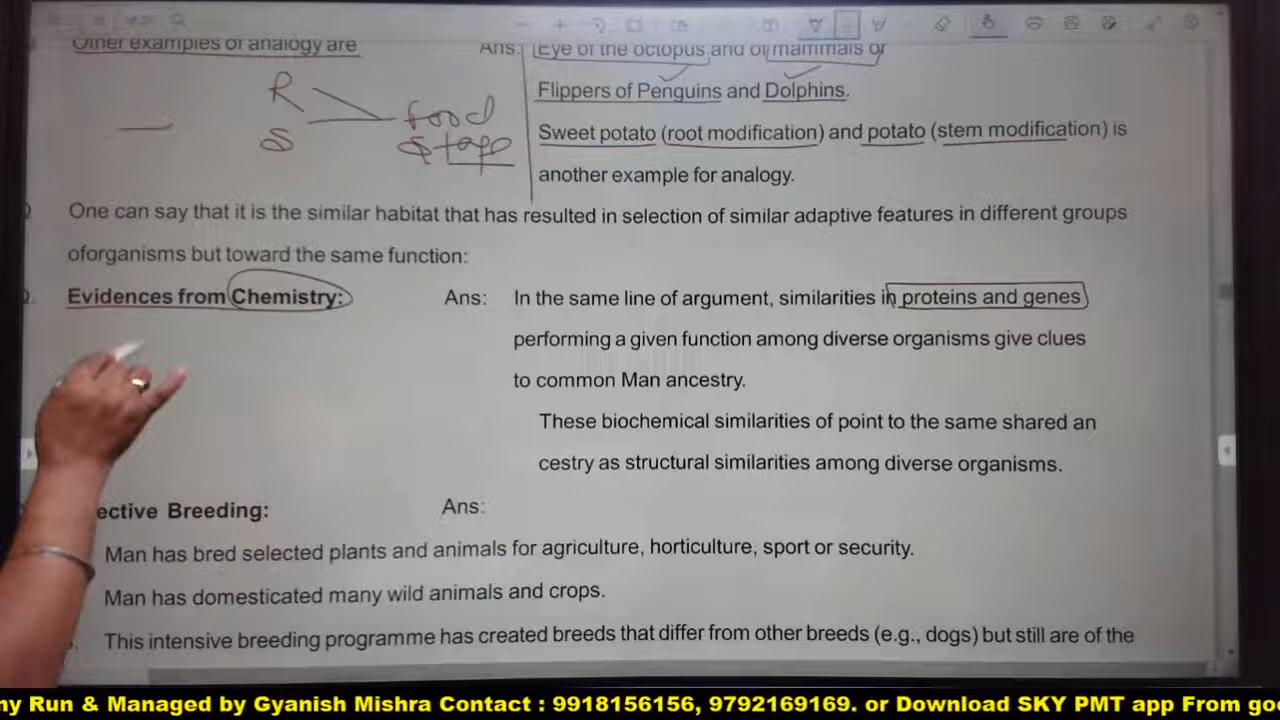 Other examples of analogy are
Ans: Eye of the octopus and of mammals or
Flippers of Penguins and Dolphins.
R
Food
S
Sweet potato (root modification) and potato (stem modification) is
another example for analogy.
One can say that it is the similar habitat that has resulted in selection of similar adaptive features in different groups
oforganisms but toward the same function:
Evidences from Chemistry:
Ans: In the same line of argument, similarities in proteins and genes
performing a given function among diverse organisms give clues
to common Man ancestry.
These biochemical similarities of point to the same shared an
cestry as structural similarities among diverse organisms.
ective Breeding:
Ans:
Man has bred selected plants and animals for agriculture, horticulture, sport or security.
Man has domesticated many wild animals and crops.
This intensive breeding programme has created breeds that differ from other breeds (e.g., dogs) but still are of the
ny Run & Managed by Gyanish Mishra Contact : 9918156156, 9792169169. or Download SKY PMT app From goo